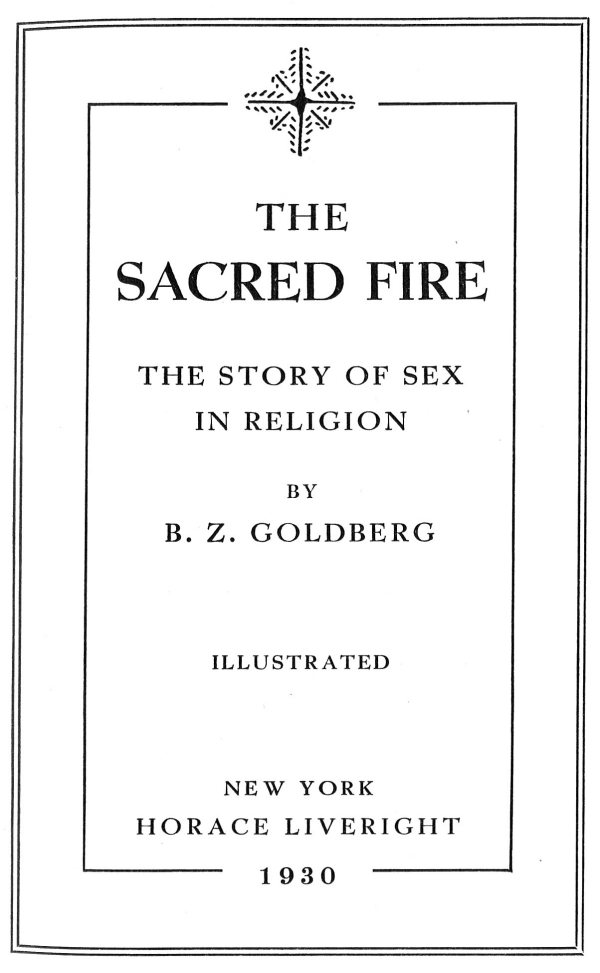 THE
SACRED FIRE
THE STORY OF SEX
IN RELIGION
BY
B. Z. GOLDBERG
ILLUSTRATED
NEW YORK
HORACE LIVERIGHT
1930